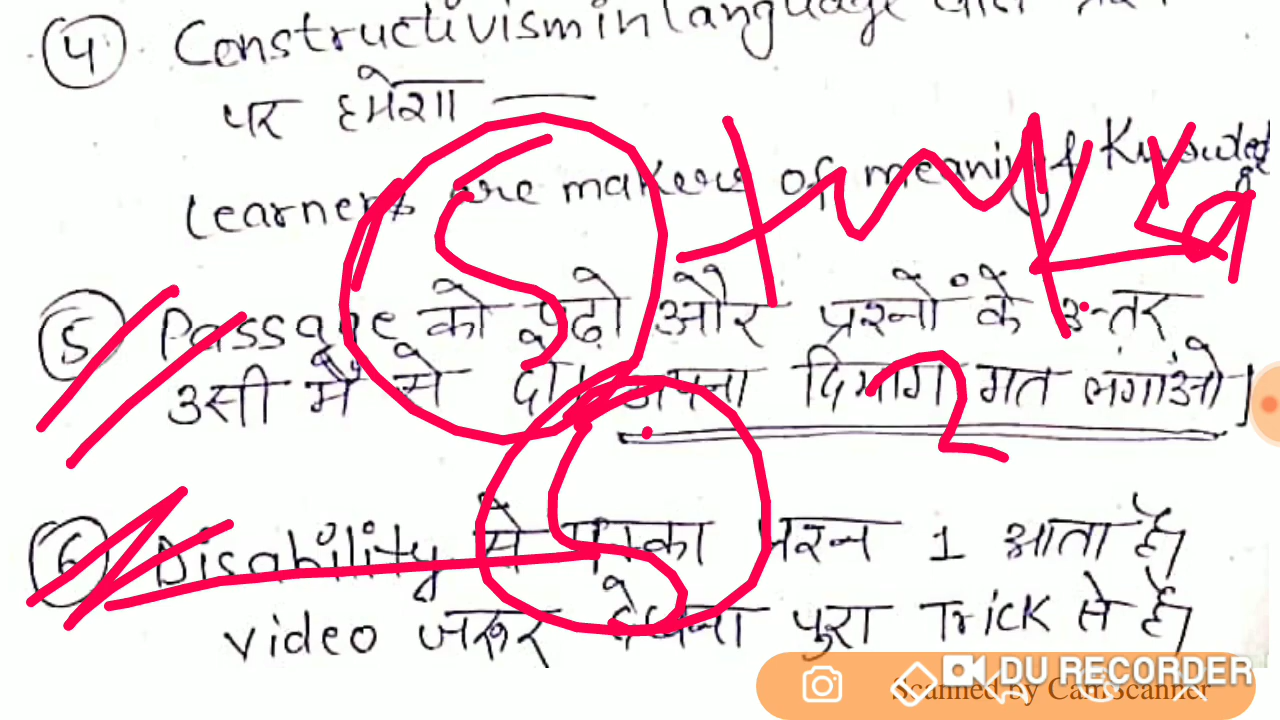 (4) Constructivism in language
पर हमेशा ——
Learners are makers of meaning & Knowledge
(5) Passage को पढ़ो और प्रश्नों के उत्तर
उसी में से दो। अपना दिमाग मत लगाओ।
(6) Disability से पक्का प्रश्न 1 आता है।
video जरूर देखना पुरा Trick से है।
DU RECORDER
Scanned by CamScanner